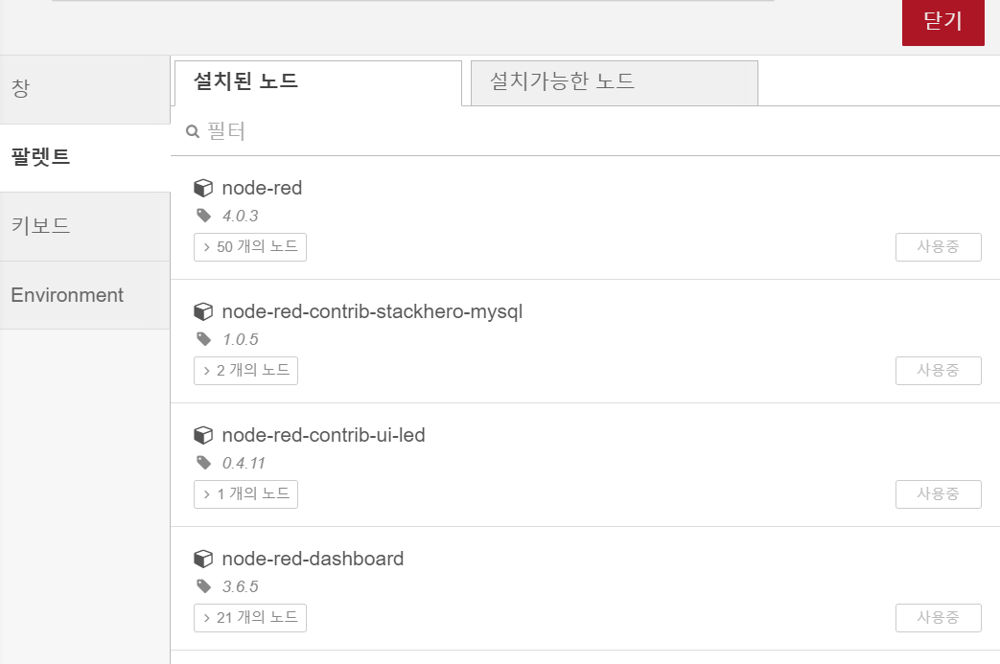 닫기
창
팔렛트
키보드
Environment
설치된 노드
설치가능한 노드
필터
node-red
4.0.3
50 개의 노드
사용중
node-red-contrib-stackhero-mysql
1.0.5
2 개의 노드
사용중
node-red-contrib-ui-led
0.4.11
1 개의 노드
사용중
node-red-dashboard
3.6.5
21 개의 노드
사용중